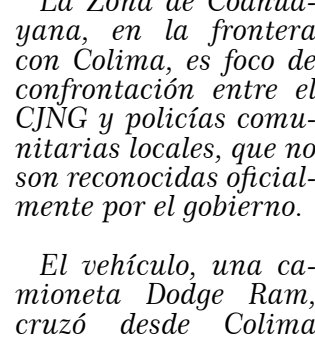 La Zona de Coahua-
yana, en la frontera
con Colima, es foco de
confrontación entre el
CJNG y policías comu-
nitarias locales, que no
son reconocidas oficial-
mente por el gobierno.
El vehículo, una ca-
mioneta Dodge Ram,
cruzó desde Colima